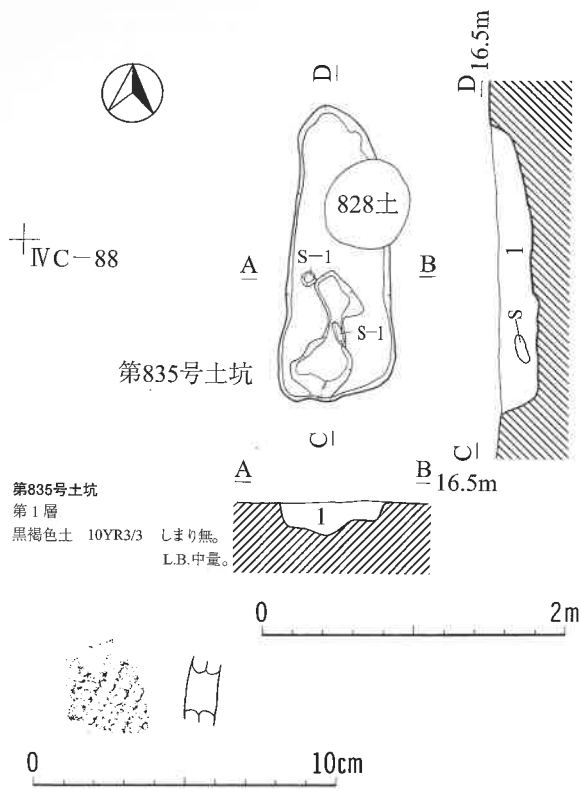 D
D 16.5m
828土
ⅣC－88
A
S-1
B
1
S-1
S
第835号土坑
C
C
A
B 16.5m
1
第835号土坑
第1層
黒褐色土 10YR3/3 しまり無。
L.B.中量。
0 2m
0 10cm